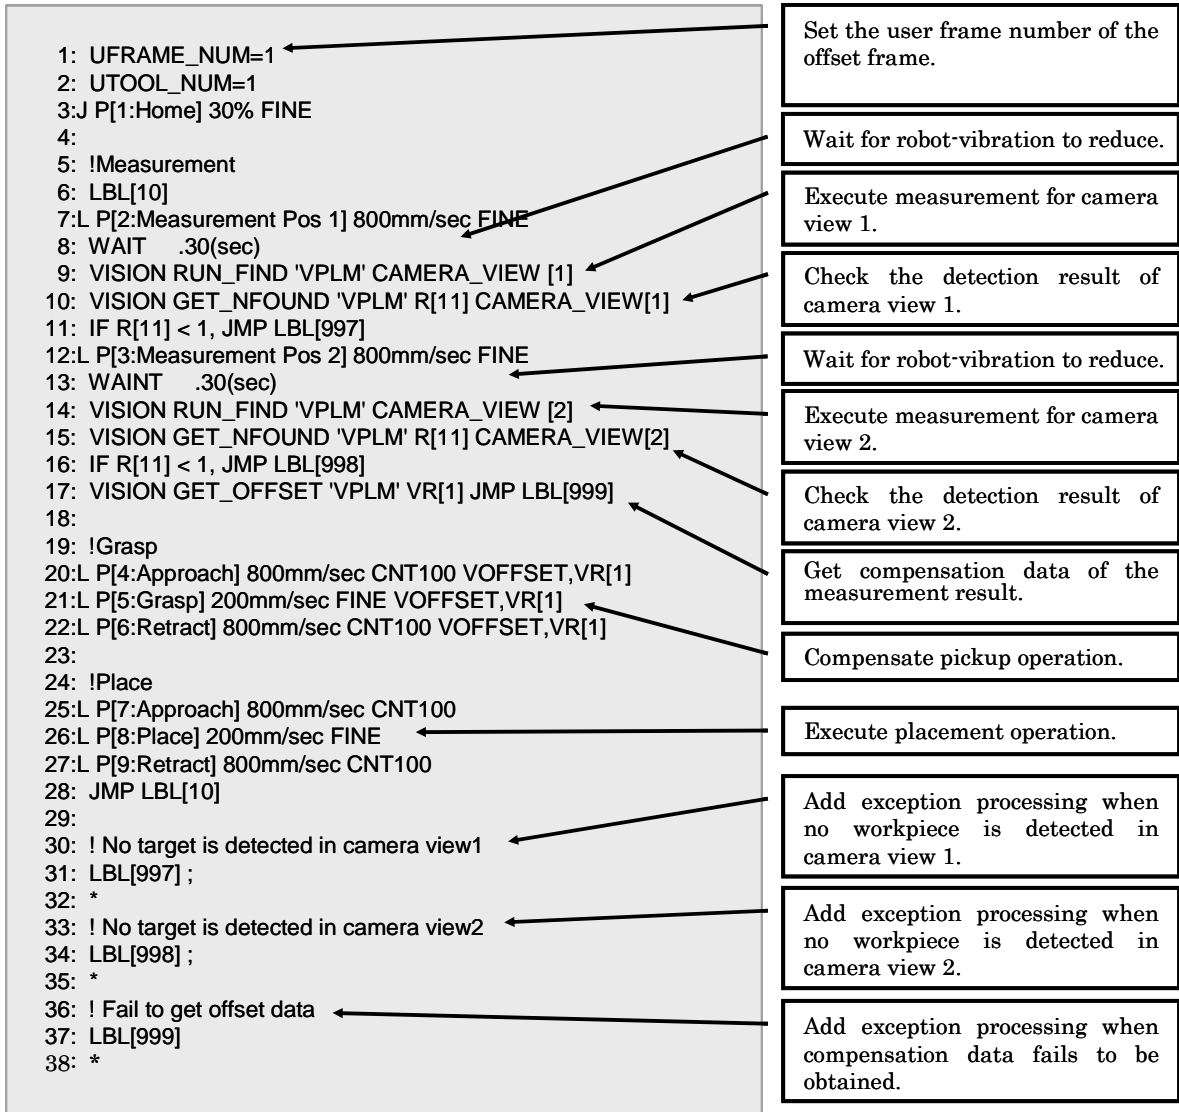 1: UFRAME_NUM=1
2: UTOOL_NUM=1
3:J P[1:Home] 30% FINE
4:
5: !Measurement
6: LBL[10]
7:L P[2:Measurement Pos 1] 800mm/sec FINE
8: WAIT .30(sec)
9: VISION RUN_FIND 'VPLM' CAMERA_VIEW [1]
10: VISION GET_NFOUND 'VPLM' R[11] CAMERA_VIEW[1]
11: IF R[11] < 1, JMP LBL[997]
12:L P[3:Measurement Pos 2] 800mm/sec FINE
13: WAINT .30(sec)
14: VISION RUN_FIND 'VPLM' CAMERA_VIEW [2]
15: VISION GET_NFOUND 'VPLM' R[11] CAMERA_VIEW[2]
16: IF R[11] < 1, JMP LBL[998]
17: VISION GET_OFFSET 'VPLM' VR[1] JMP LBL[999]
18:
19: !Grasp
20:L P[4:Approach] 800mm/sec CNT100 VOFFSET,VR[1]
21:L P[5:Grasp] 200mm/sec FINE VOFFSET,VR[1]
22:L P[6:Retract] 800mm/sec CNT100 VOFFSET,VR[1]
23:
24: !Place
25:L P[7:Approach] 800mm/sec CNT100
26:L P[8:Place] 200mm/sec FINE
27:L P[9:Retract] 800mm/sec CNT100
28: JMP LBL[10]
29:
30: ! No target is detected in camera view1
31: LBL[997] ;
32: *
33: ! No target is detected in camera view2
34: LBL[998] ;
35: *
36: ! Fail to get offset data
37: LBL[999]
38: *
Set the user frame number of the
offset frame.
Wait for robot-vibration to reduce.
Execute measurement for camera
view 1.
Check the detection result of
camera view 1.
Wait for robot-vibration to reduce.
Execute measurement for camera
view 2.
Check the detection result of
camera view 2.
Get compensation data of the
measurement result.
Compensate pickup operation.
Execute placement operation.
Add exception processing when
no workpiece is detected in
camera view 1.
Add exception processing when
no workpiece is detected in
camera view 2.
Add exception processing when
compensation data fails to be
obtained.